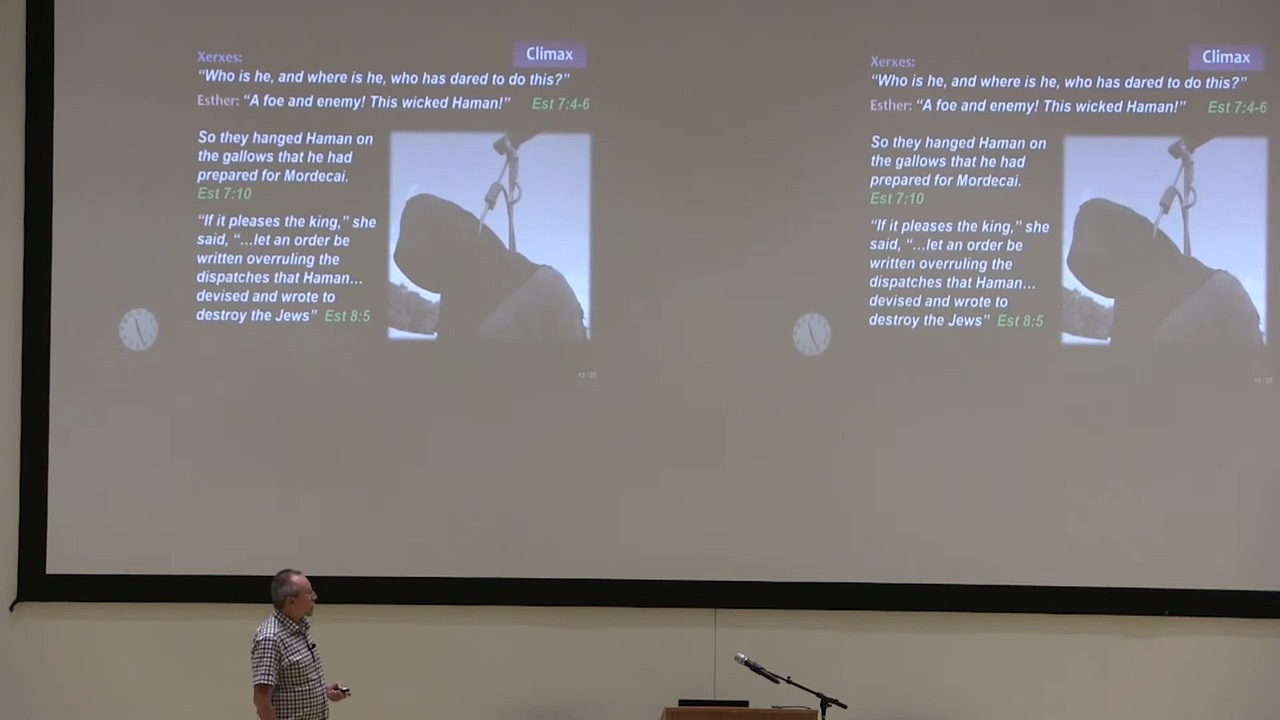 Climax
Xerxes:
“Who is he, and where is he, who has dared to do this?”
Esther: “A foe and enemy! This wicked Haman!” Est 7:4-6
So they hanged Haman on
the gallows that he had
prepared for Mordecai.
Est 7:10
“If it pleases the king,” she
said, “...let an order be
written overruling the
dispatches that Haman...
devised and wrote to
destroy the Jews” Est 8:5
Climax
Xerxes:
“Who is he, and where is he, who has dared to do this?”
Esther: “A foe and enemy! This wicked Haman!” Est 7:4-6
So they hanged Haman on
the gallows that he had
prepared for Mordecai.
Est 7:10
“If it pleases the king,” she
said, “...let an order be
written overruling the
dispatches that Haman...
devised and wrote to
destroy the Jews” Est 8:5